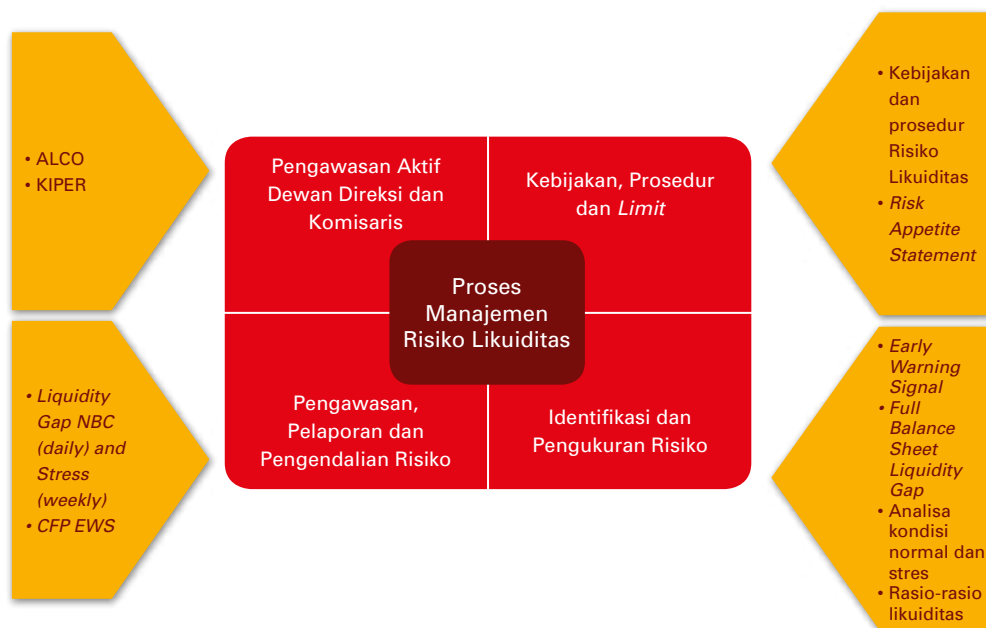 • ALCO
• KIPER
Pengawasan Aktif
Dewan Direksi dan
Komisaris
Kebijakan, Prosedur
dan Limit
• Kebijakan
dan
prosedur
Risiko
Likuiditas
• Risk
Appetite
Statement
Proses
Manajemen
Risiko Likuiditas
• Liquidity
Gap NBC
(daily) and
Stress
(weekly)
• CFP EWS
Pengawasan,
Pelaporan dan
Pengendalian Risiko
Identifikasi dan
Pengukuran Risiko
• Early
Warning
Signal
• Full
Balance
Sheet
Liquidity
Gap
• Analisa
kondisi
normal dan
stres
• Rasio-rasio
likuiditas